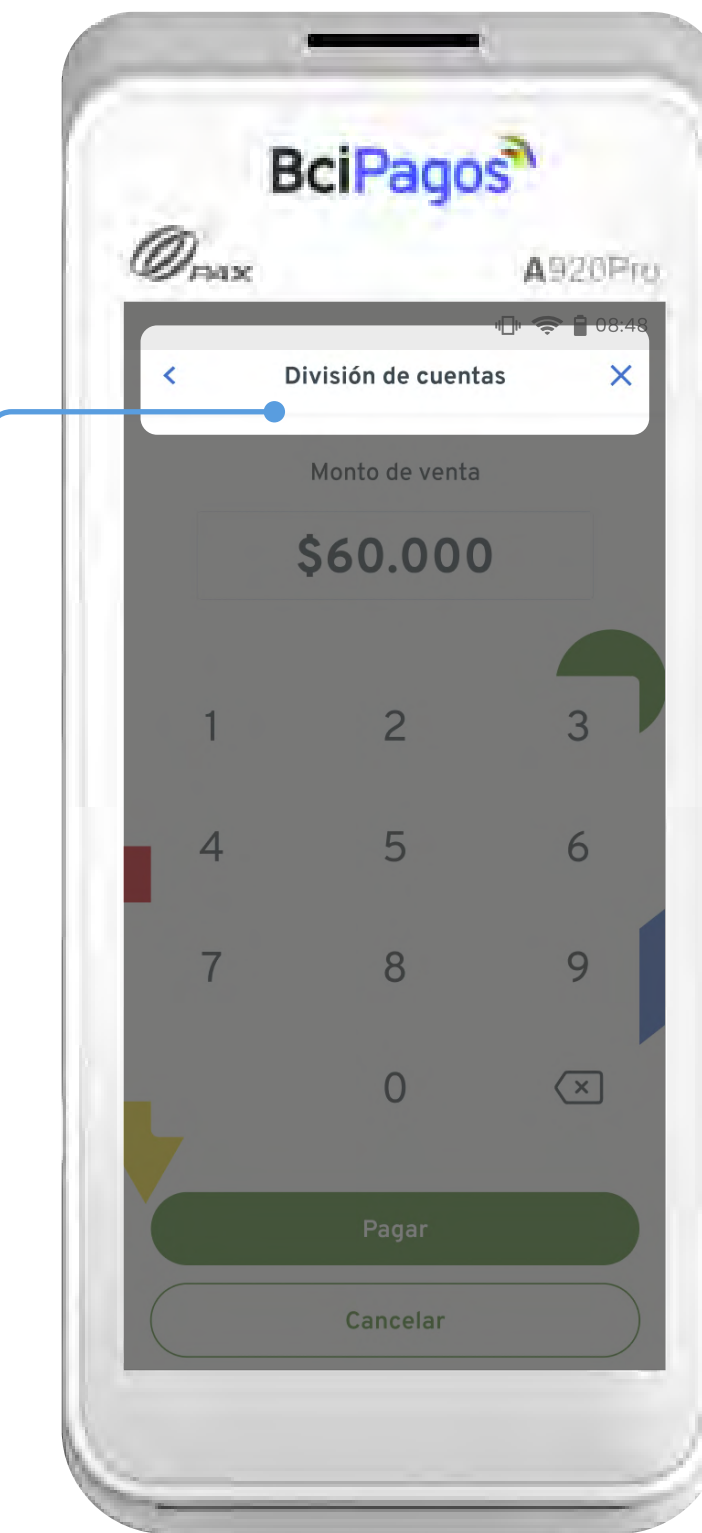 BciPagos
PAX
A920Pro
08:48
División de cuentas
Monto de venta
$60.000
1 2 3
4 5 6
7 8 9
0
Pagar
Cancelar